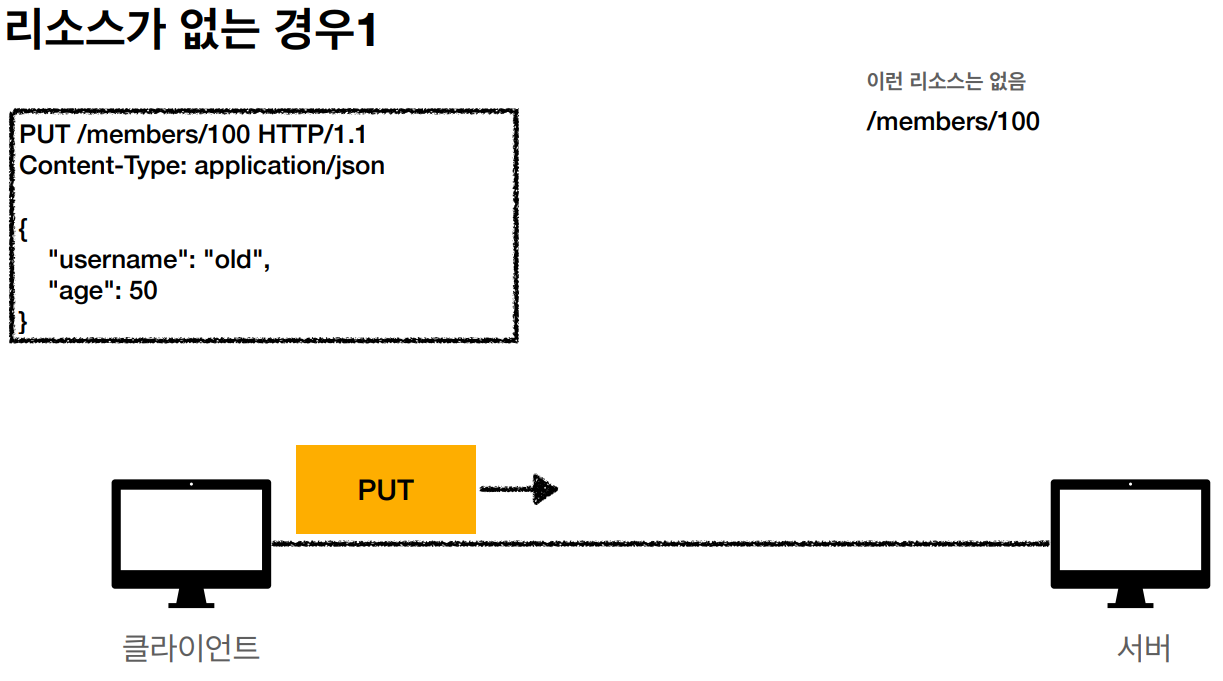 리소스가 없는 경우1
이런 리소스는 없음
/members/100
PUT /members/100 HTTP/1.1
Content-Type: application/json
{
"username": "old",
"age": 50
}
PUT
클라이언트
서버